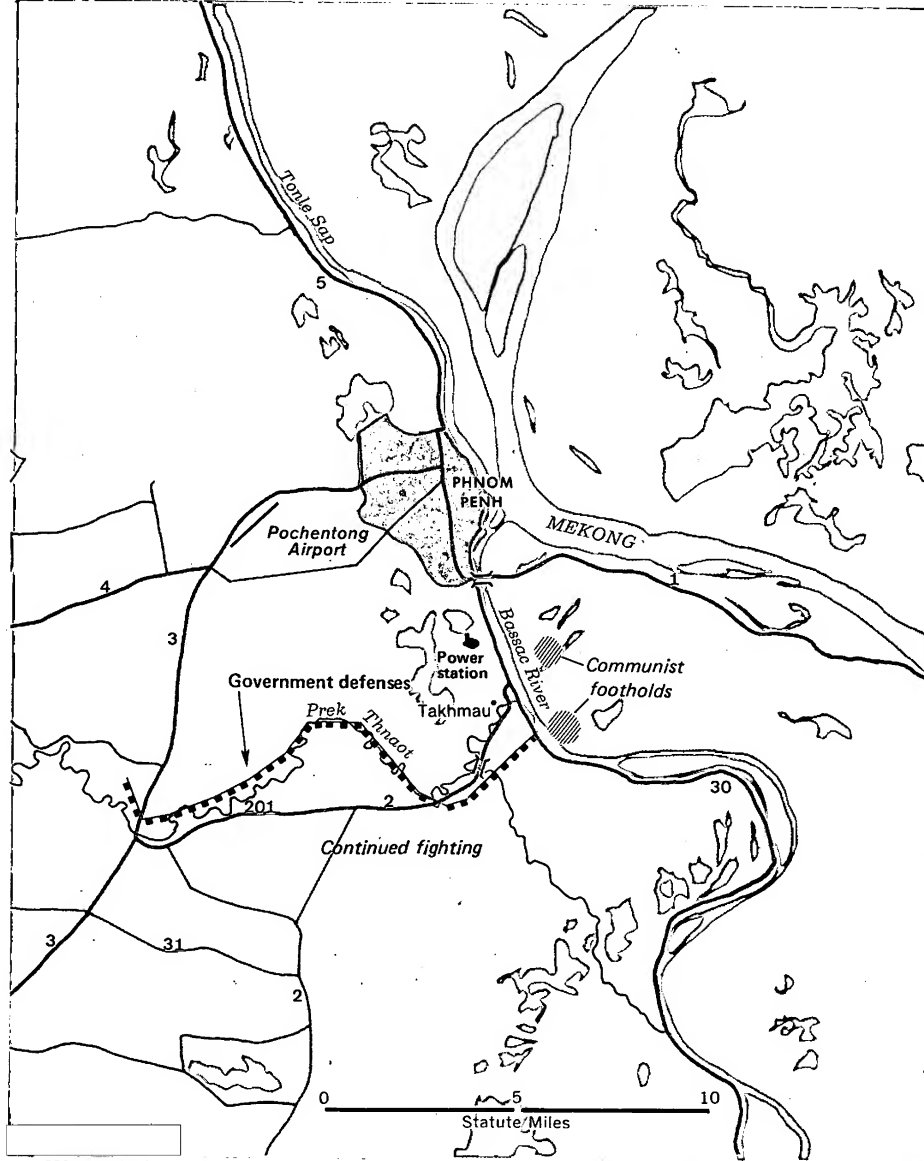 Tonle Sap
5
PHNOM
PENH
MEKONG
Pochentong
Airport
4
1
3
Bassac River
Power
station
Communist
footholds
Government defenses
Takhmau
Prek Thnaot
201
2
30
Continued fighting
3
31
2
0 5 10
Statute Miles